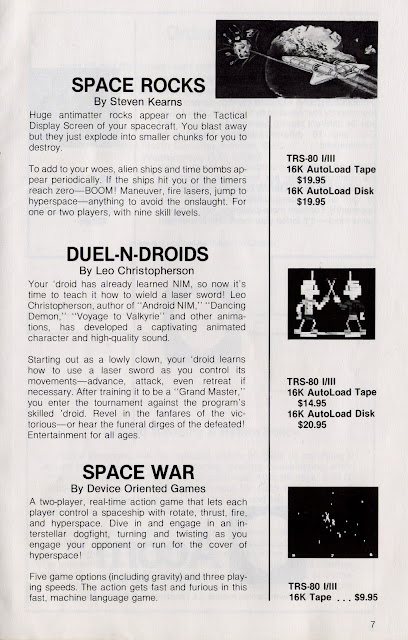 SPACE ROCKS
By Steven Kearns
Huge antimatter rocks appear on the Tactical
Display Screen of your spacecraft. You blast away
but they just explode into smaller chunks for you to
destroy.
To add to your woes, alien ships and time bombs ap-
pear periodically. If the ships hit you or the timers
reach zero—BOOM! Maneuver, fire lasers, jump to
hyperspace—anything to avoid the onslaught. For
one or two players, with nine skill levels.
TRS-80 I/III
16K AutoLoad Tape
$19.95
16K AutoLoad Disk
$19.95
DUEL-N-DROIDS
By Leo Christopherson
Your 'droid has already learned NIM, so now it's
time to teach it how to wield a laser sword! Leo
Christopherson, author of "Android NIM," "Dancing
Demon," "Voyage to Valkyrie" and other anima-
tions, has developed a captivating animated
character and high-quality sound.
Starting out as a lowly clown, your 'droid learns
how to use a laser sword as you control its
movements—advance, attack, even retreat if
necessary. After training it to be a "Grand Master,"
you enter the tournament against the program's
skilled 'droid. Revel in the fanfares of the vic-
torious—or hear the funeral dirges of the defeated!
Entertainment for all ages.
TRS-80 I/III
16K AutoLoad Tape
$14.95
16K AutoLoad Disk
$20.95
SPACE WAR
By Device Oriented Games
A two-player, real-time action game that lets each
player control a spaceship with rotate, thrust, fire,
and hyperspace. Dive in and engage in an in-
terstellar dogfight, turning and twisting as you
engage your opponent or run for the cover of
hyperspace!
Five game options (including gravity) and three play-
ing speeds. The action gets fast and furious in this
fast, machine language game.
TRS-80 I/III
16K Tape ... $9.95
7